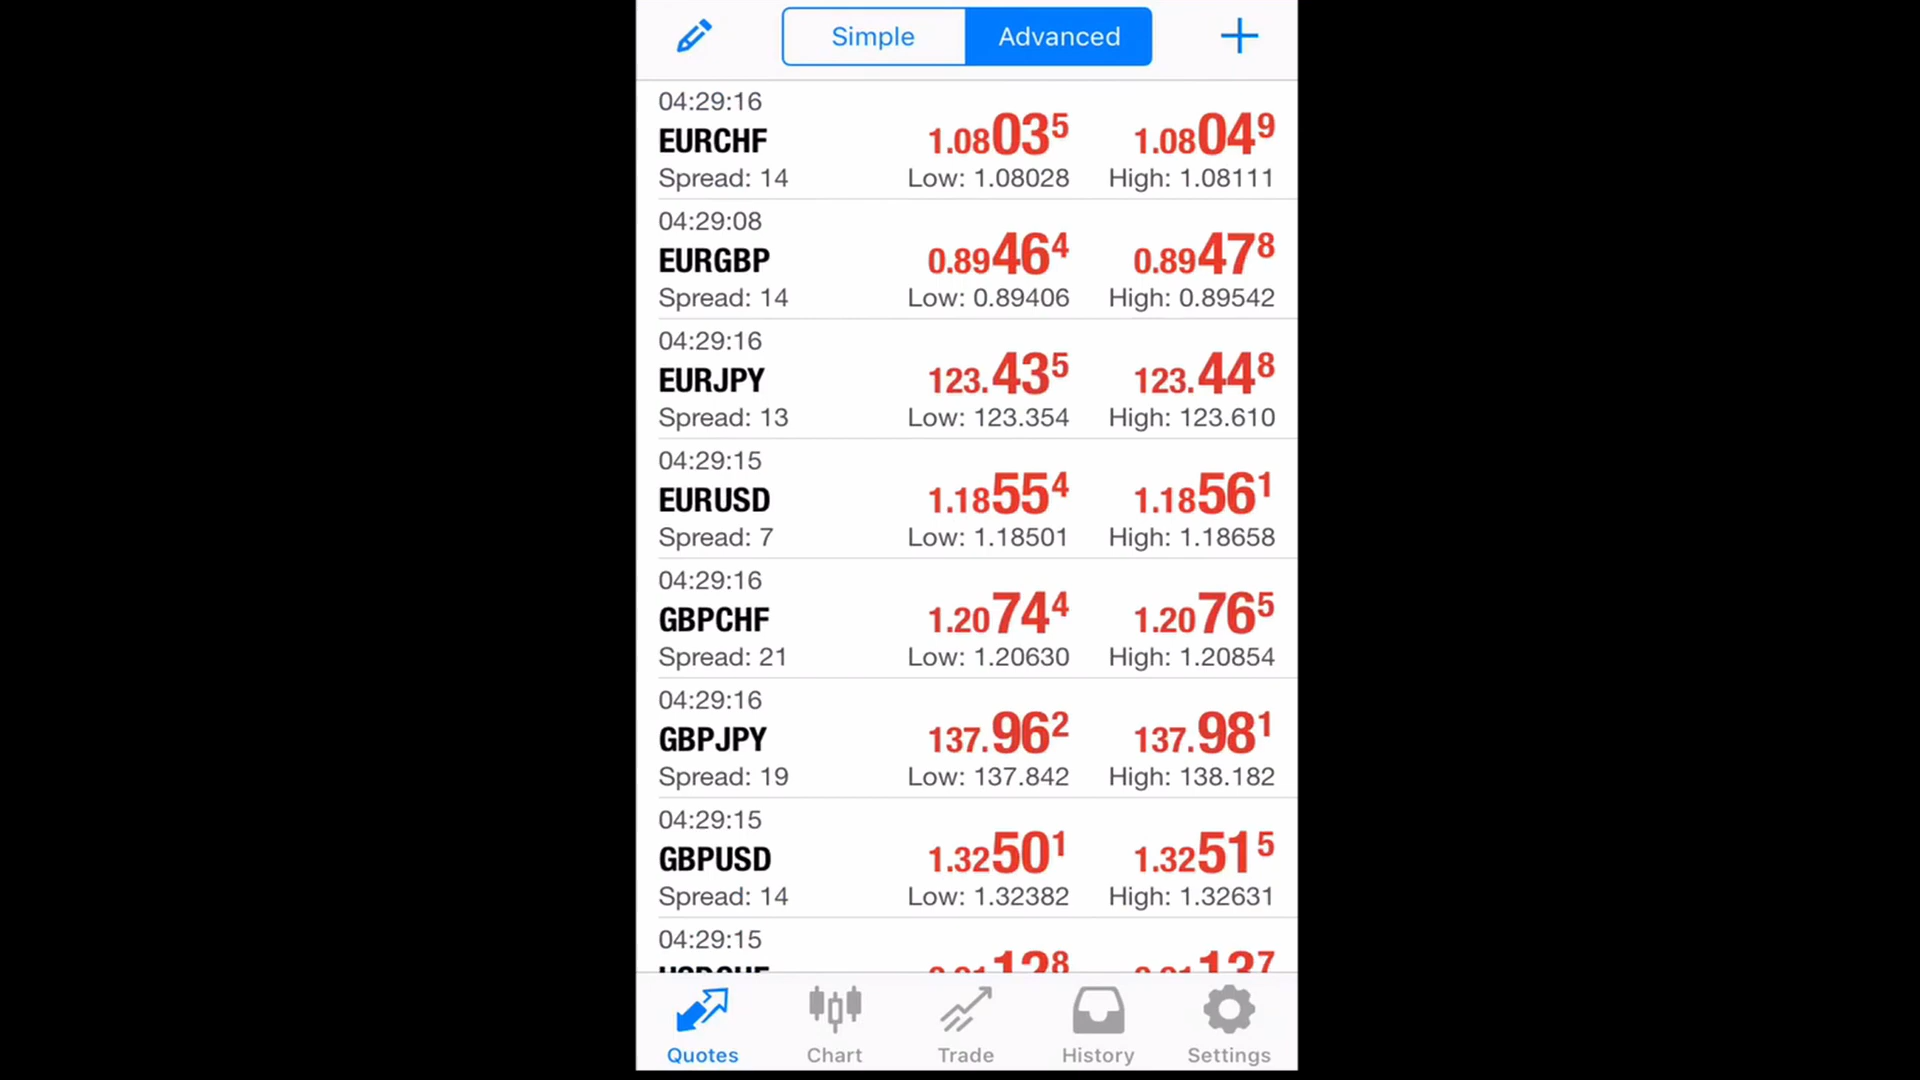 Simple Advanced
04:29:16
EURCHF 1.08035 1.08049
Spread: 14 Low: 1.08028 High: 1.08111
04:29:08
EURGBP 0.89464 0.89478
Spread: 14 Low: 0.89406 High: 0.89542
04:29:16
EURJPY 123.435 123.448
Spread: 13 Low: 123.354 High: 123.610
04:29:15
EURUSD 1.18554 1.18561
Spread: 7 Low: 1.18501 High: 1.18658
04:29:16
GBPCHF 1.20744 1.20765
Spread: 21 Low: 1.20630 High: 1.20854
04:29:16
GBPJPY 137.962 137.981
Spread: 19 Low: 137.842 High: 138.182
04:29:15
GBPUSD 1.32501 1.32515
Spread: 14 Low: 1.32382 High: 1.32631
04:29:15
Quotes Chart Trade History Settings